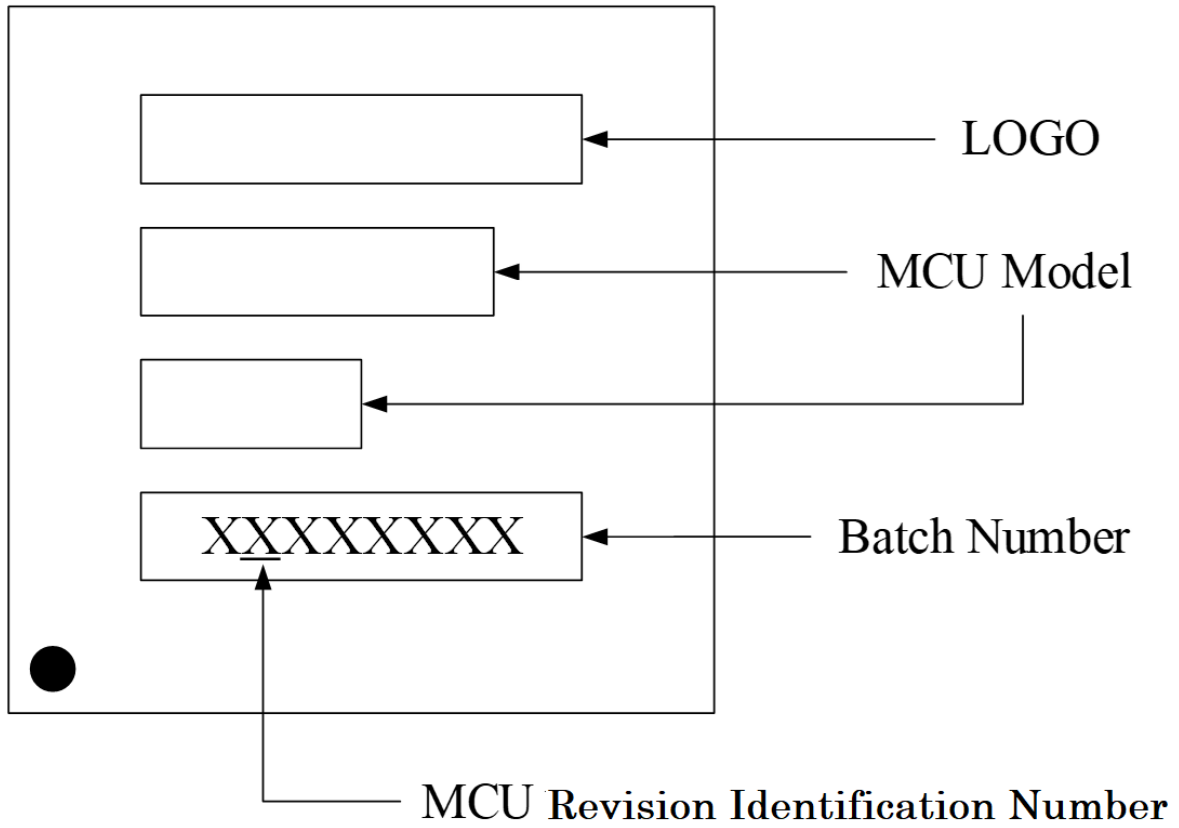 LOGO
MCU Model
XXXXXXXX
Batch Number
MCU Revision Identification Number